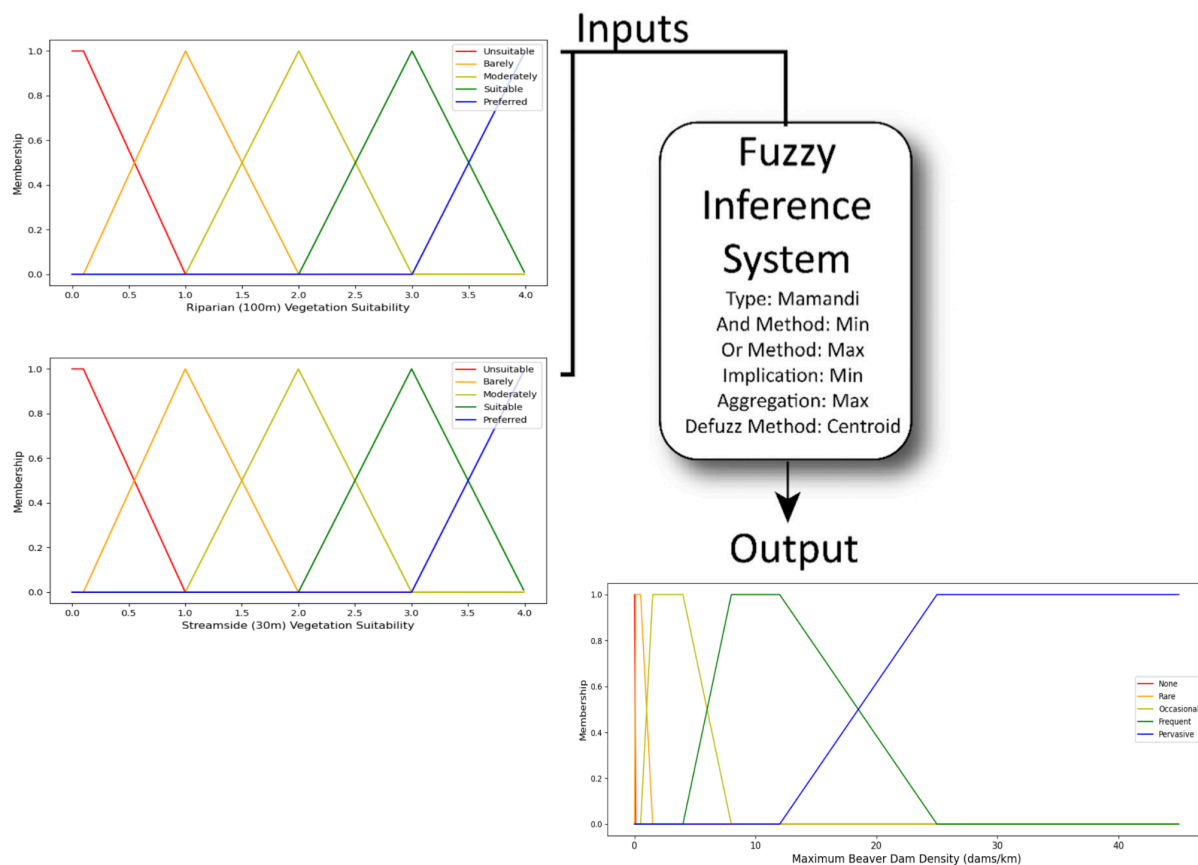 Inputs
1.0
0.8
0.6
0.4
0.2
0.0
Membership
Unsuitable
Barely
Moderately
Suitable
Preferred
0.0 0.5 1.0 1.5 2.0 2.5 3.0 3.5 4.0
Riparian (100m) Vegetation Suitability
1.0
0.8
0.6
0.4
0.2
0.0
Membership
Unsuitable
Barely
Moderately
Suitable
Preferred
0.0 0.5 1.0 1.5 2.0 2.5 3.0 3.5 4.0
Streamside (30m) Vegetation Suitability
Fuzzy
Inference
System
Type: Mamandi
And Method: Min
Or Method: Max
Implication: Min
Aggregation: Max
Defuzz Method: Centroid
Output
1.0
0.8
0.6
0.4
0.2
0.0
Membership
None
Rare
Occasional
Frequent
Pervasive
0 10 20 30 40
Maximum Beaver Dam Density (dams/km)